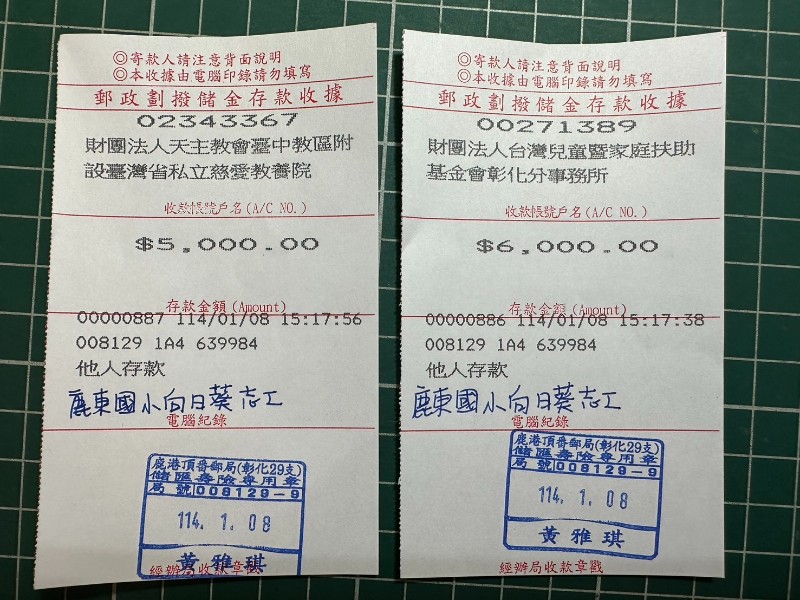 ◎寄款人請注意背面說明
◎本收據由電腦印錄請勿填寫
郵政劃撥儲金存款收據
02343367
財團法人天主教會臺中教區附
設臺灣省私立慈愛教養院
收款帳號戶名(A/C NO.)
$5,000.00
存款金額(Amount)
00000887 114/01/08 15:17:56
008129 1A4 639984
他人存款
鹿東國小向日葵志工
電腦紀錄
鹿港頂番郵局(彰化29支)
儲匯壽險專用章
局號008129-9
114. 1. 08
黃雅琪
經辦局收款章戳
◎寄款人請注意背面說明
◎本收據由電腦印錄請勿填寫
郵政劃撥儲金存款收據
00271389
財團法人台灣兒童暨家庭扶助
基金會彰化分事務所
收款帳號戶名(A/C NO.)
$6,000.00
存款金額(Amount)
00000886 114/01/08 15:17:38
008129 1A4 639984
他人存款
鹿東國小向日葵志工
電腦紀錄
鹿港頂番郵局(彰化29支)
儲匯壽險專用章
局號008129-9
114. 1. 08
黃雅琪
經辦局收款章戳